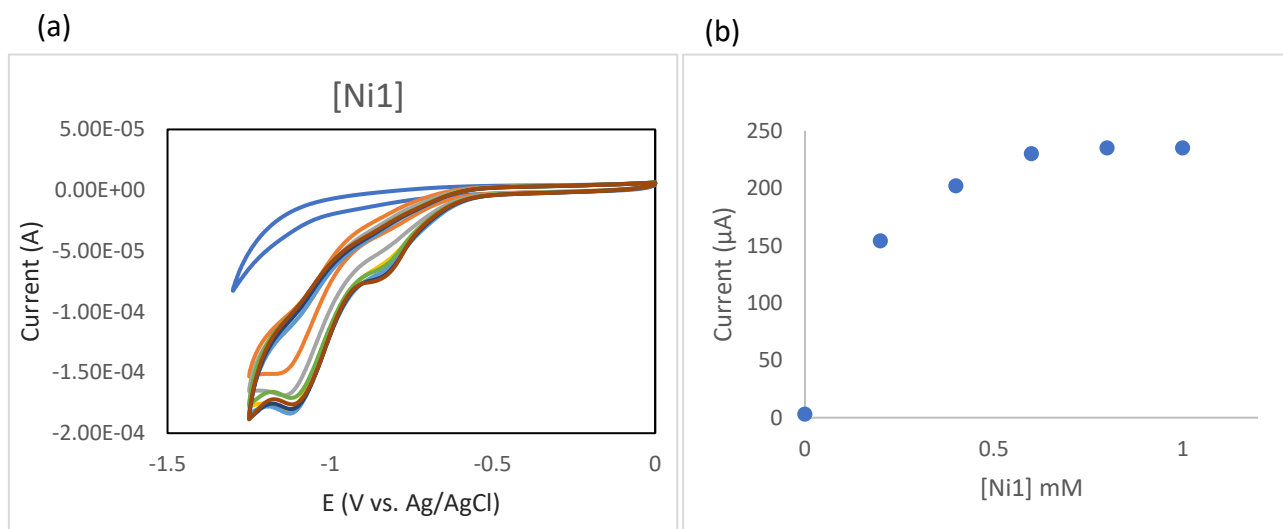 (a)
[Ni1]
5.00E-05
0.00E+00
-5.00E-05
-1.00E-04
-1.50E-04
-2.00E-04
Current (A)
-1.5
-1
-0.5
0
E (V vs. Ag/AgCl)
(b)
250
200
150
100
50
0
Current (µA)
0
0.5
1
[Ni1] mM